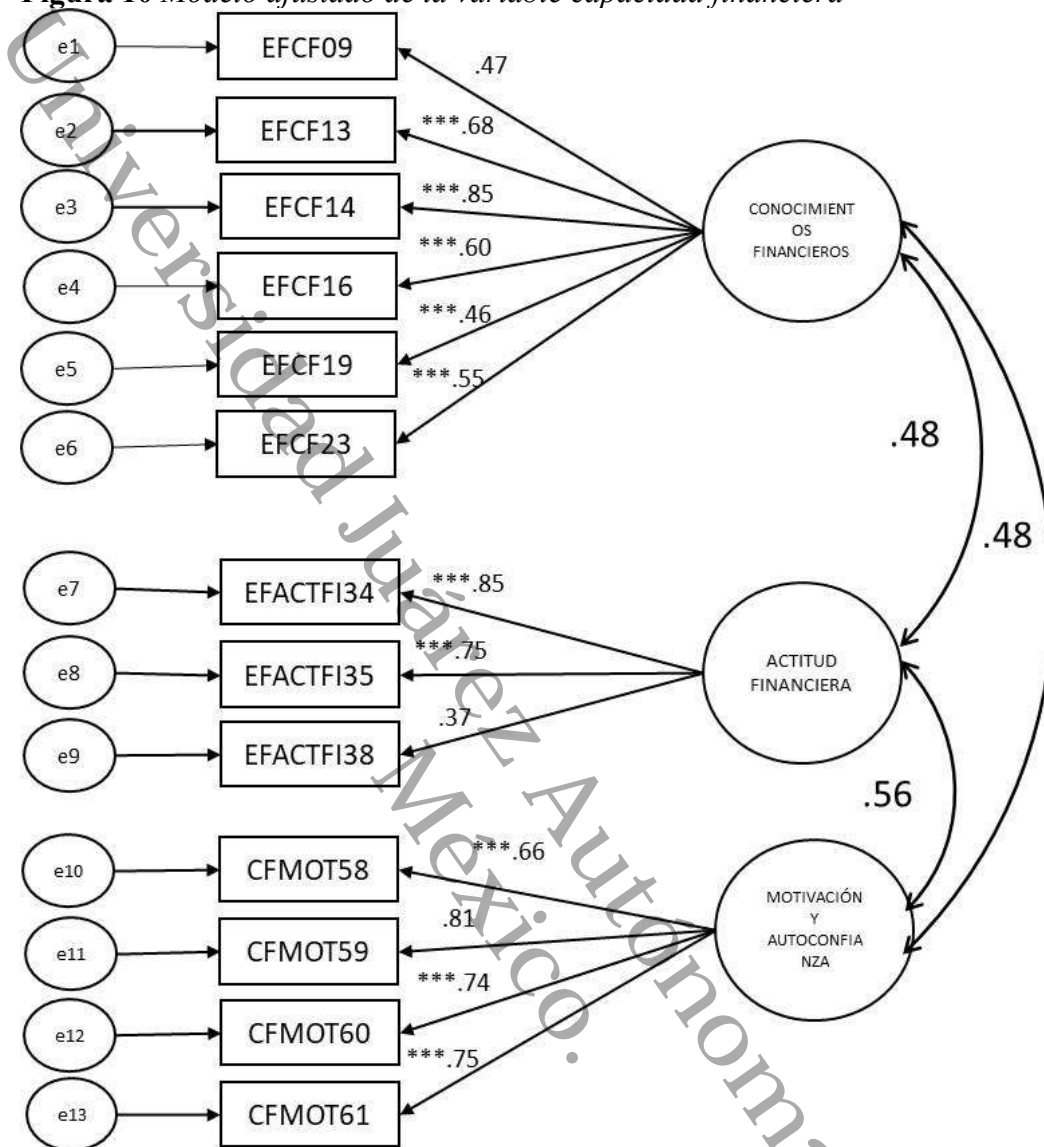 Figura 10 Modelo ajustado de la variable capacidad financiera
e1
EFCF09
.47
e2
EFCF13
***.68
e3
EFCF14
***.85
e4
EFCF16
***.60
e5
EFCF19
***.46
e6
EFCF23
***.55
CONOCIMIENT
OS
FINANCIEROS
.48
.48
e7
EFACTFI34
***.85
e8
EFACTFI35
***.75
e9
EFACTFI38
.37
ACTITUD
FINANCIERA
.56
e10
CFMOT58
***.66
e11
CFMOT59
.81
e12
CFMOT60
***.74
e13
CFMOT61
***.75
MOTIVACIÓN
Y
AUTOCONFIA
NZA
Universidad Juárez Autónoma
México.